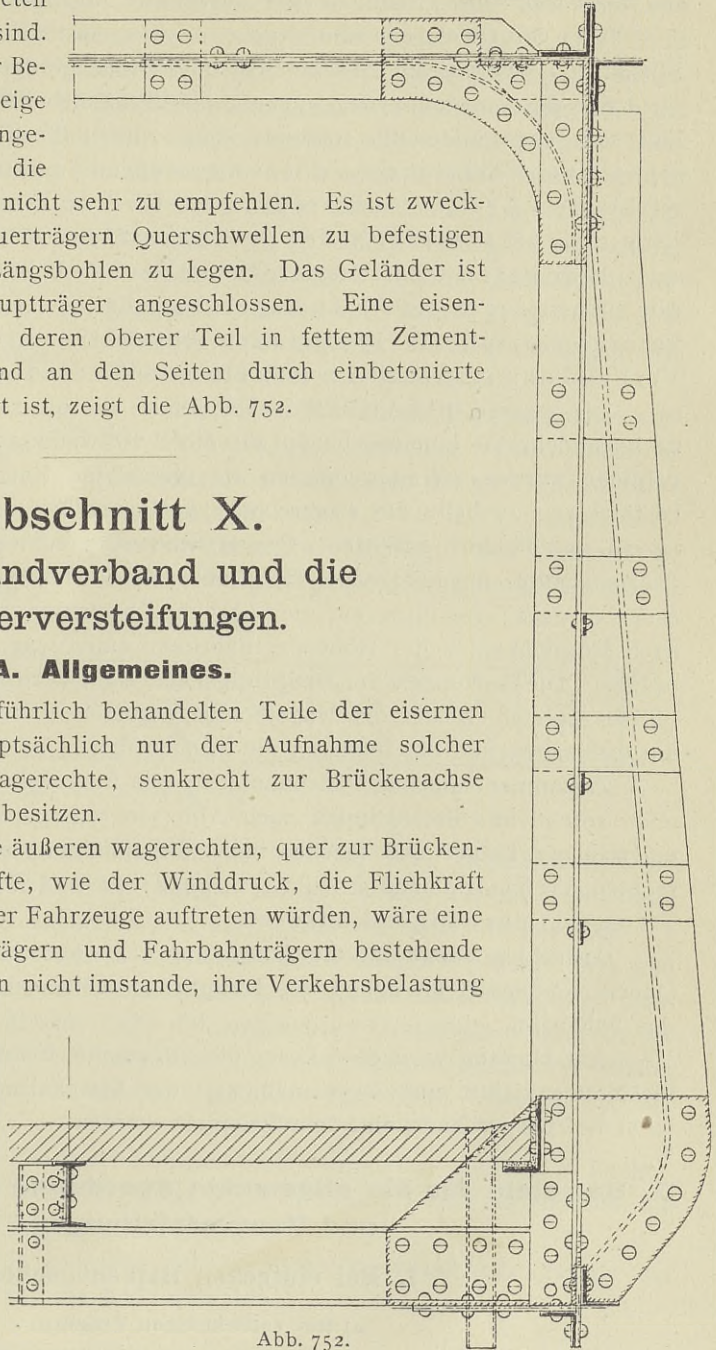 eten
sind.
r Be-
eige
nge-
die
nicht sehr zu empfehlen. Es ist zweck-
uerträgern Querschwellen zu befestigen
ängsbohlen zu legen. Das Geländer ist
uptträger angeschlossen. Eine eisen-
deren oberer Teil in fettem Zement-
nd an den Seiten durch einbetonierte
t ist, zeigt die Abb. 752.
bschnitt X.
ndverband und die
erversteifungen.
A. Allgemeines.
führlich behandelten Teile der eisernen
ptsächlich nur der Aufnahme solcher
agerechte, senkrecht zur Brückenachse
besitzen.
e äußeren wagerechten, quer zur Brücken-
fte, wie der Winddruck, die Fliehkraft
er Fahrzeuge auftreten würden, wäre eine
rägern und Fahrbahnträgern bestehende
n nicht imstande, ihre Verkehrsbelastung
Abb. 752.